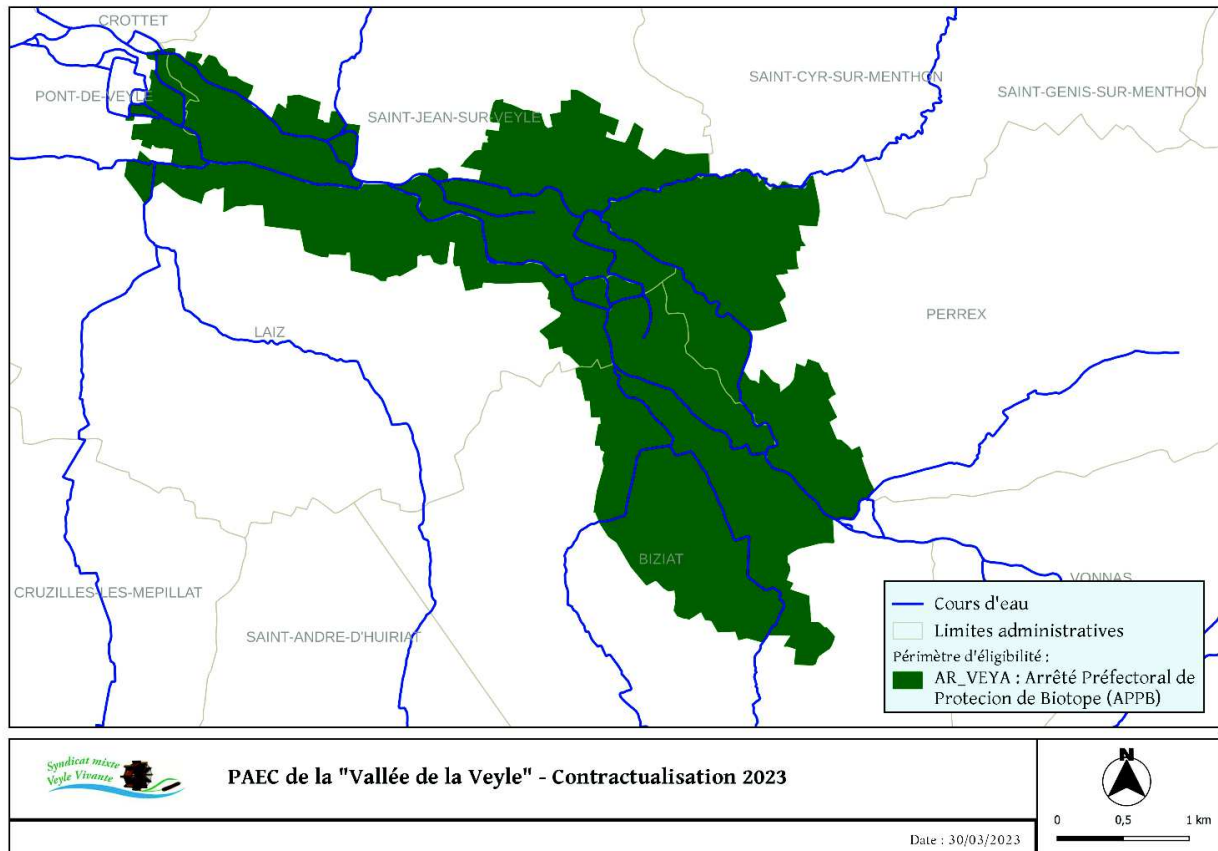 CROTTET
SAINT-CYR-SUR-MENTHON
SAINT-GENIS-SUR-MENTHON
PONT-DE-VEYLE
SAINT-JEAN-SUR-VEYLE
PERREX
LAIZ
BIZIAT
VONNAS
CRUZILLES-LES-MEPILLAT
SAINT-ANDRE-D'HUIRIAT
Cours d'eau
Limites administratives
Périmètre d'éligibilité :
AR_VEYA : Arrêté Préfectoral de
Protecion de Biotope (APPB)
Syndicat mixte
Veyle Vivante
PAEC de la "Vallée de la Veyle" - Contractualisation 2023
N
0 0,5 1 km
Date : 30/03/2023